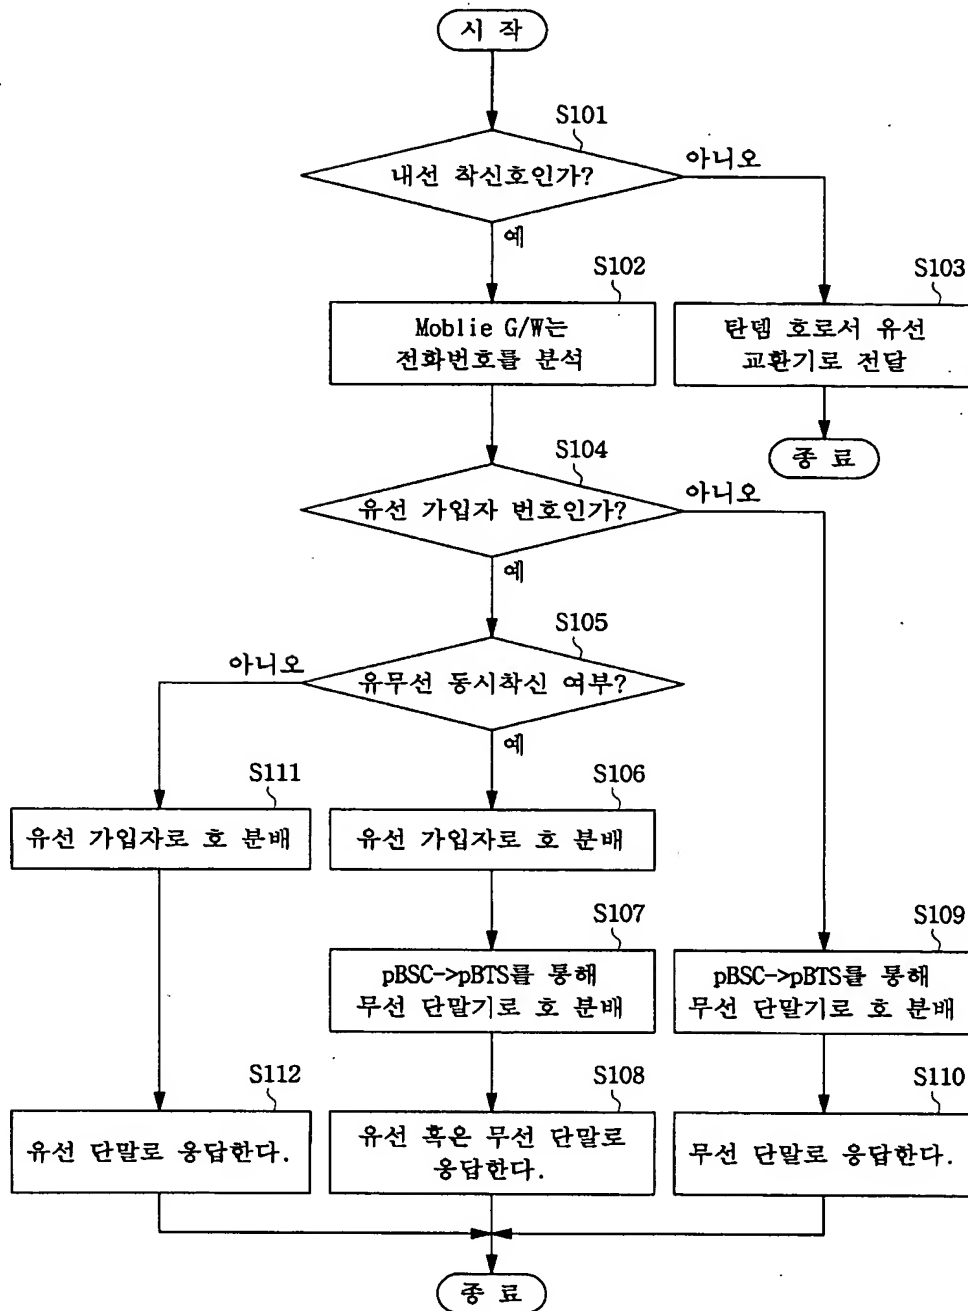 시 작
S101
내선 착신호인가?
아니오
예
S102
Moblie G/W는
전화번호를 분석
S103
탄뎀 호로서 유선
교환기로 전달
종 료
S104
유선 가입자 번호인가?
아니오
예
S105
유무선 동시착신 여부?
아니오
예
S111
유선 가입자로 호 분배
S106
유선 가입자로 호 분배
S107
pBSC->pBTS를 통해
무선 단말기로 호 분배
S109
pBSC->pBTS를 통해
무선 단말기로 호 분배
S112
유선 단말로 응답한다.
S108
유선 혹은 무선 단말로
응답한다.
S110
무선 단말로 응답한다.
종 료